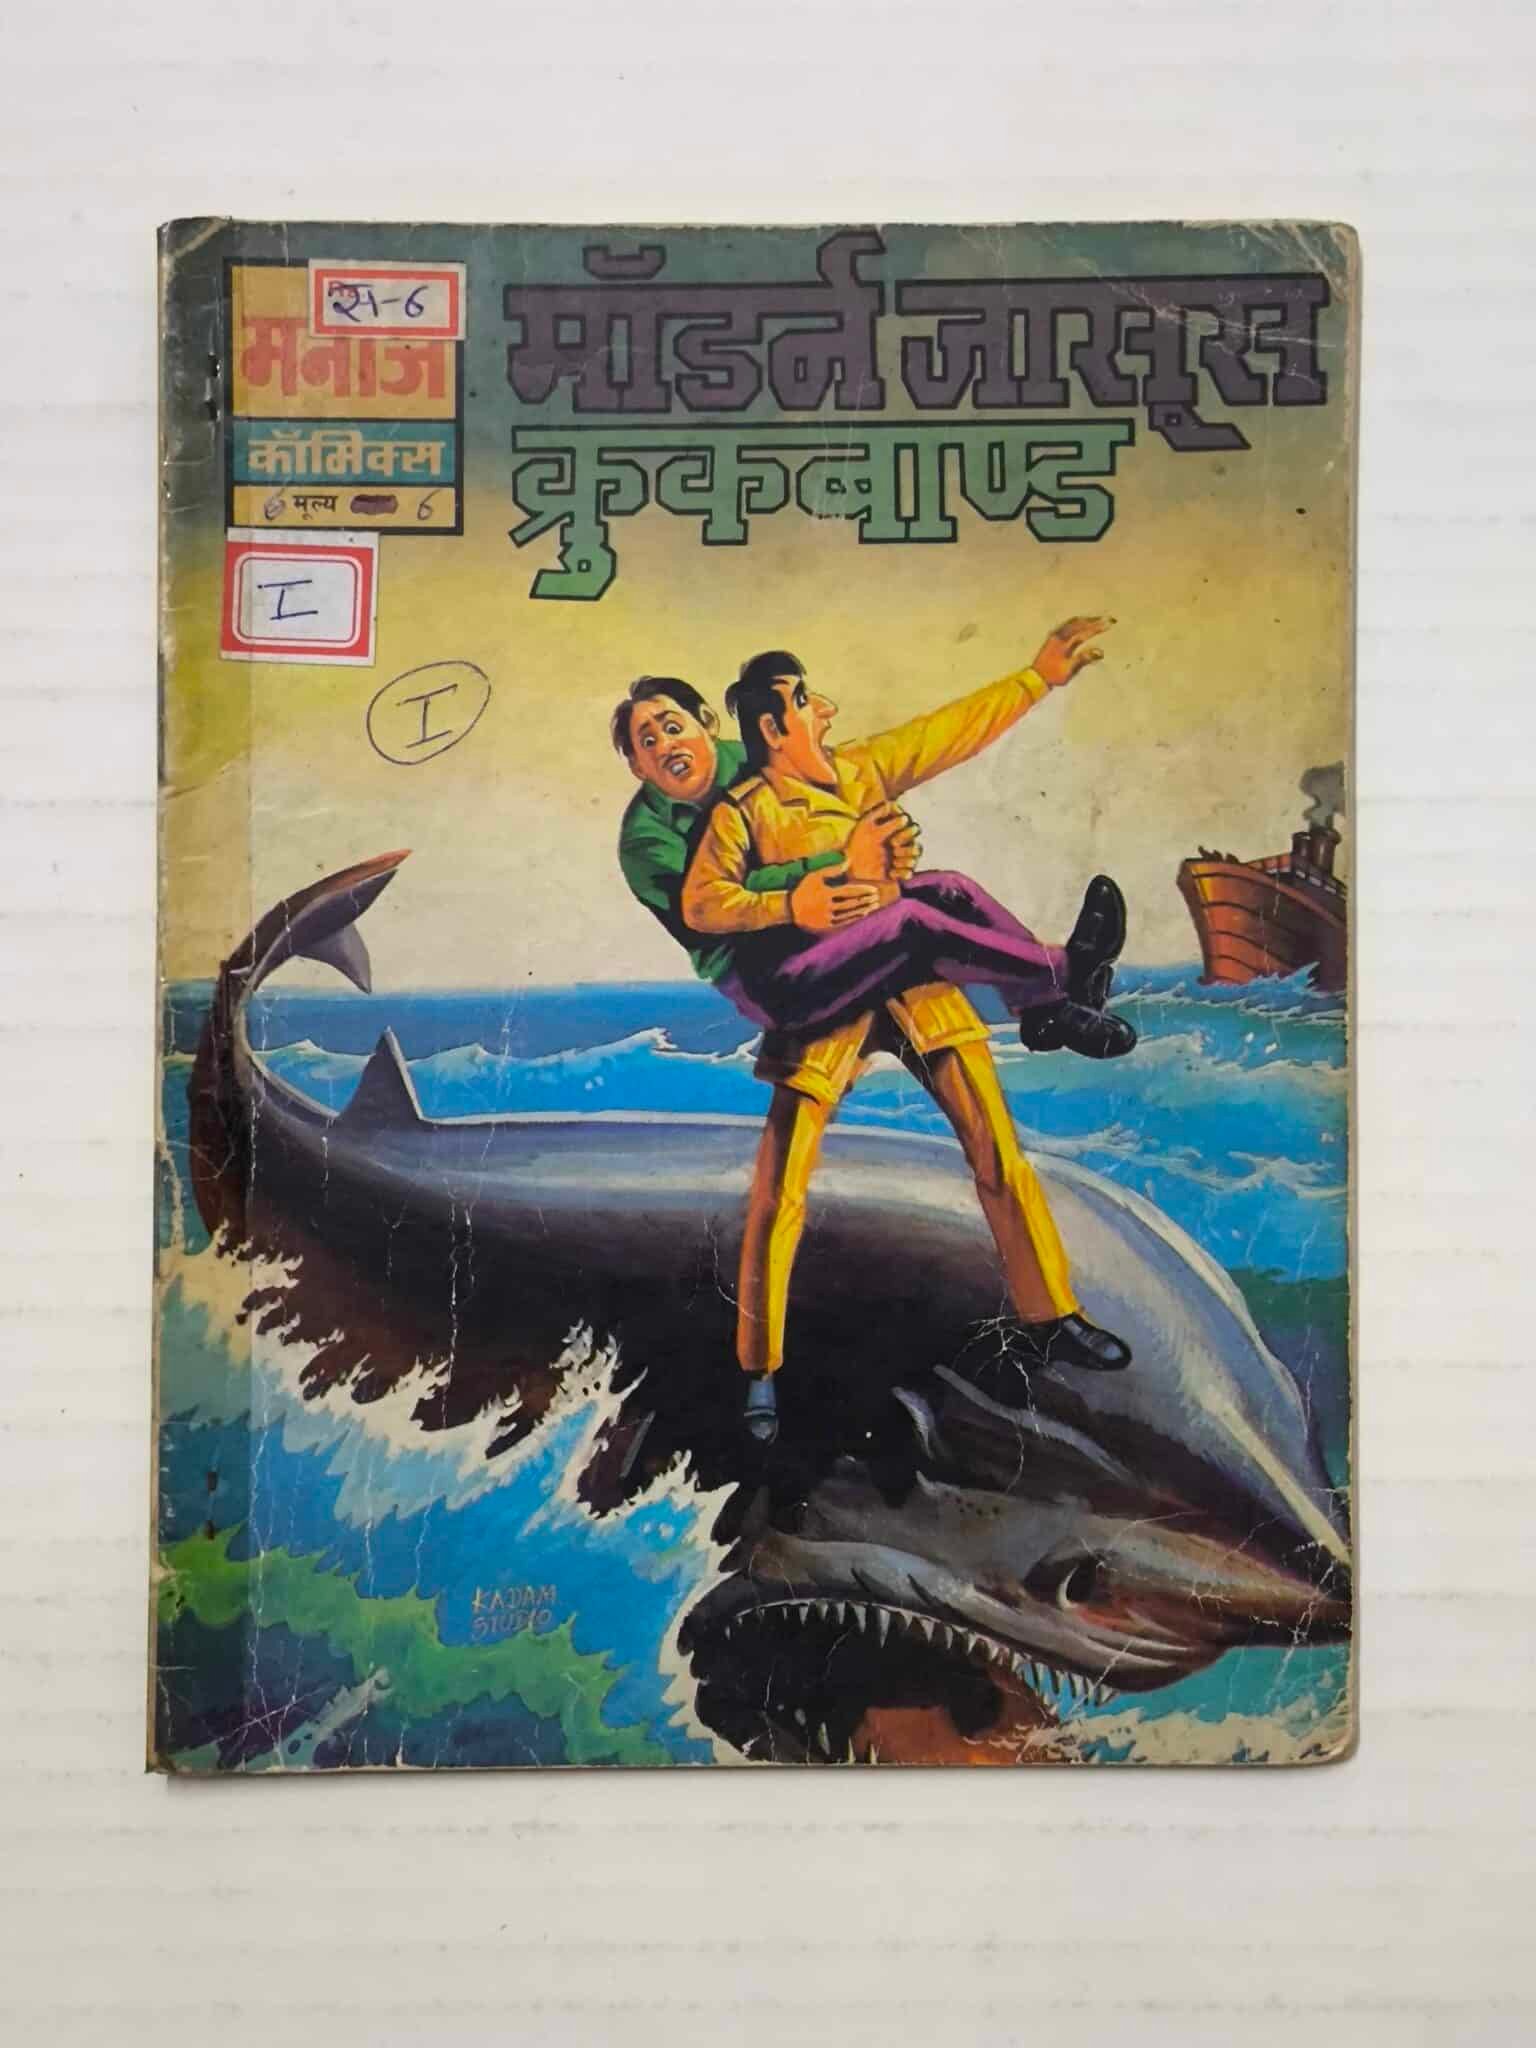 स-6
मनोज
कॉमिक्स
6 मूल्य 6
I
I
मॉडर्न जासूस
क्रुकबाण्ड
KADAM
STUDIO